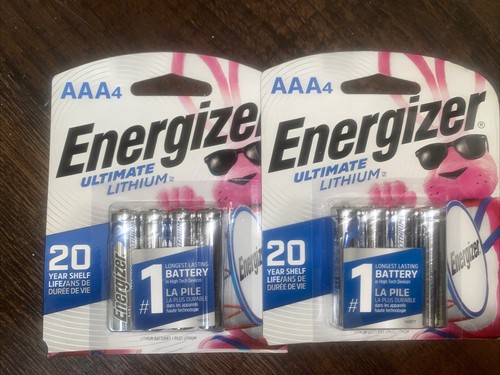 AAA4
Energizer
ULTIMATE
LITHIUM
20
YEAR SHELF
LIFE/ANS DE
DURÉE DE VIE
Energizer
#1
LONGEST LASTING
BATTERY
in High Tech Devices
LA PILE
LA PLUS DURABLE
dans les appareils
haute technologie
AAA4
Energizer®
ULTIMATE
LITHIUM
20
YEAR SHELF
LIFE/ANS DE
DURÉE DE VIE
#1
LONGEST LASTING
BATTERY
in High Tech Devices
LA PILE
LA PLUS DURABLE
dans les appareils
haute technologie
Energizer